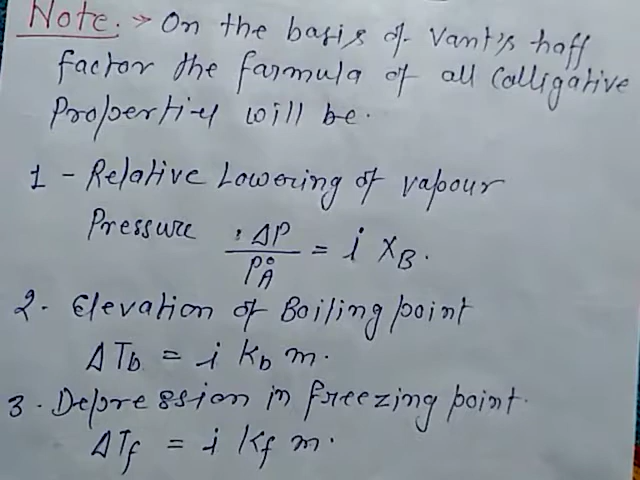 Note:-> On the basis of Vant's hoff
factor the farmula of all Colligative
Properties will be.
1 - Relative Lowering of vapour
Pressure ΔP/P°A = i XB.
2. Elevation of Boiling point
ΔTb = i Kb m.
3. Depression in freezing point.
ΔTf = i Kf m.